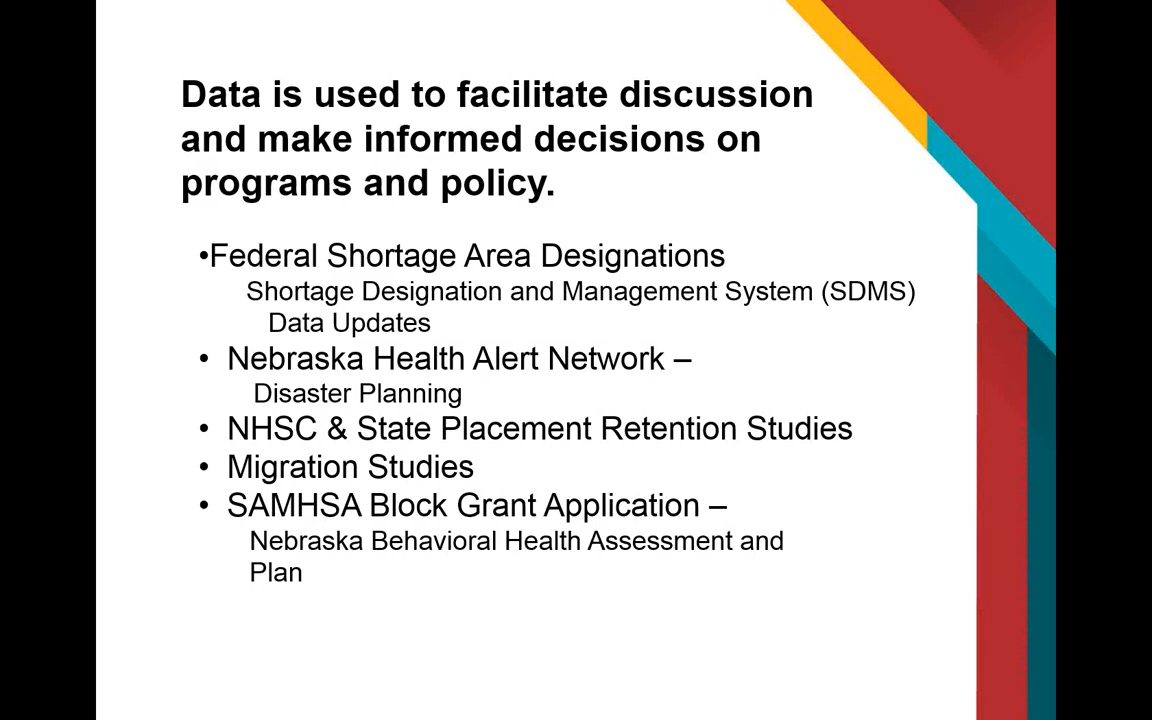 Data is used to facilitate discussion
and make informed decisions on
programs and policy.
•Federal Shortage Area Designations
Shortage Designation and Management System (SDMS)
Data Updates
• Nebraska Health Alert Network –
Disaster Planning
• NHSC & State Placement Retention Studies
• Migration Studies
• SAMHSA Block Grant Application –
Nebraska Behavioral Health Assessment and
Plan